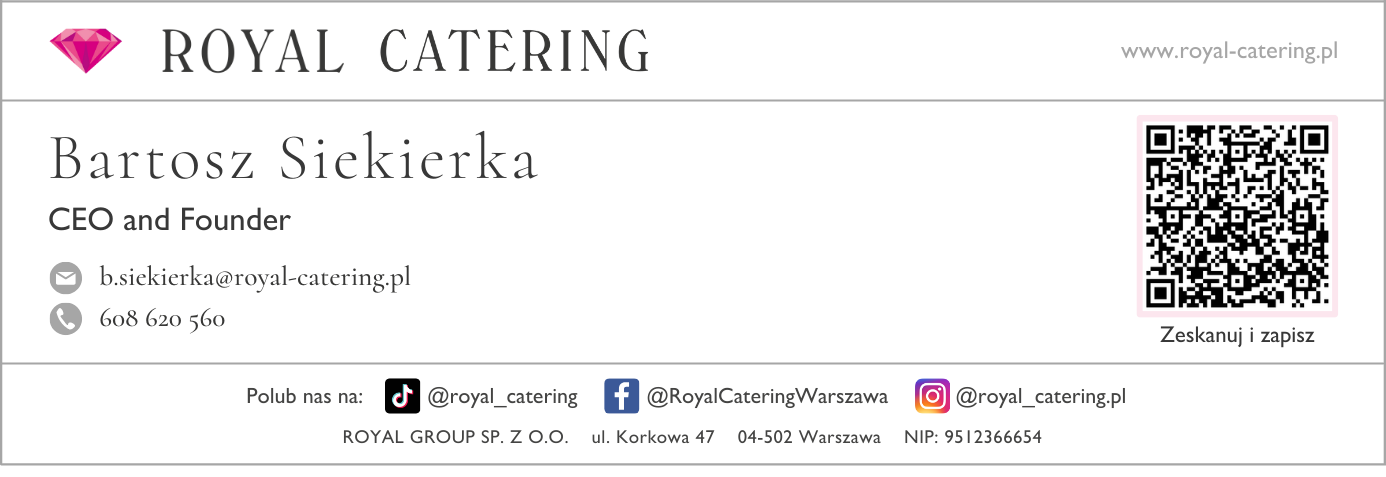 ROYAL CATERING
www.royal-catering.pl
Bartosz Siekierka
CEO and Founder
b.siekierka@royal-catering.pl
608 620 560
Zeskanuj i zapisz
Polub nas na: @royal_catering @RoyalCateringWarszawa @royal_catering.pl
ROYAL GROUP SP. Z O.O. ul. Korkowa 47 04-502 Warszawa NIP: 9512366654